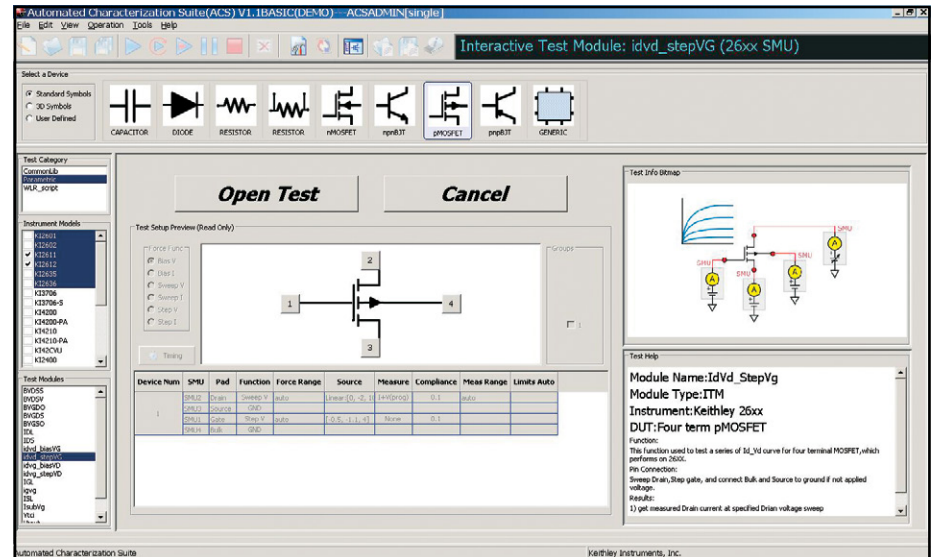 Automated Characterization Suite(ACS) V1.1BASIC(DEMO) ---ACSADMIN[single]
File Edit View Operation Tools Help
Interactive Test Module: idvd_stepVG (26xx SMU)
Select a Device
Standard Symbols
3D Symbols
User Defined
CAPACITOR DIODE RESISTOR RESISTOR nMOSFET npnBJT pMOSFET pnpBJT GENERIC
Test Category
CommonLib
Parametric
WLR_script
Instrument Models
KI2601
KI2602
KI2611
KI2612
KI2635
KI2636
KI3706
KI3706-S
KI4200
KI4200-PA
KI4210
KI4210-PA
KI42CVU
KI2400
Test Modules
BVDSS
BVDSV
BVGDO
BVGDS
BVGSO
IDL
IDS
idvd_biasVG
idvd_stepVG
idvg_biasVD
idvg_stepVD
IGL
igvg
ISL
IsubVg
Vtci
Open Test Cancel
Test Setup Preview (Read Only)
Force Func
Bias V
Bias I
Sweep V
Sweep I
Step V
Step I
Timing
1
2
3
4
Groups
1
Device Num SMU Pad Function Force Range Source Measure Compliance Meas Range Limits Auto
1
SMU2 Drain Sweep V auto Linear:[0, -2, 1 I+V(prog) 0.1 auto
SMU3 Source GND
SMU1 Gate Step V auto [-0.5, -1.1, 4] None 0.1
SMU4 Bulk GND
Test Info Bitmap
SMU
SMU
SMU
SMU
A
A
A
A
Test Help
Module Name:IdVd_StepVg
Module Type:ITM
Instrument:Keithley 26xx
DUT:Four term pMOSFET
Function:
This function used to test a series of Id_Vd curve for four terminal MOSFET,which
performs on 26XX.
Pin Connection:
Sweep Drain,Step gate, and connect Bulk and Source to ground if not applied
voltage.
Results:
1) get measured Drain current at specified Drian voltage sweep
Automated Characterization Suite
Keithley Instruments, Inc.